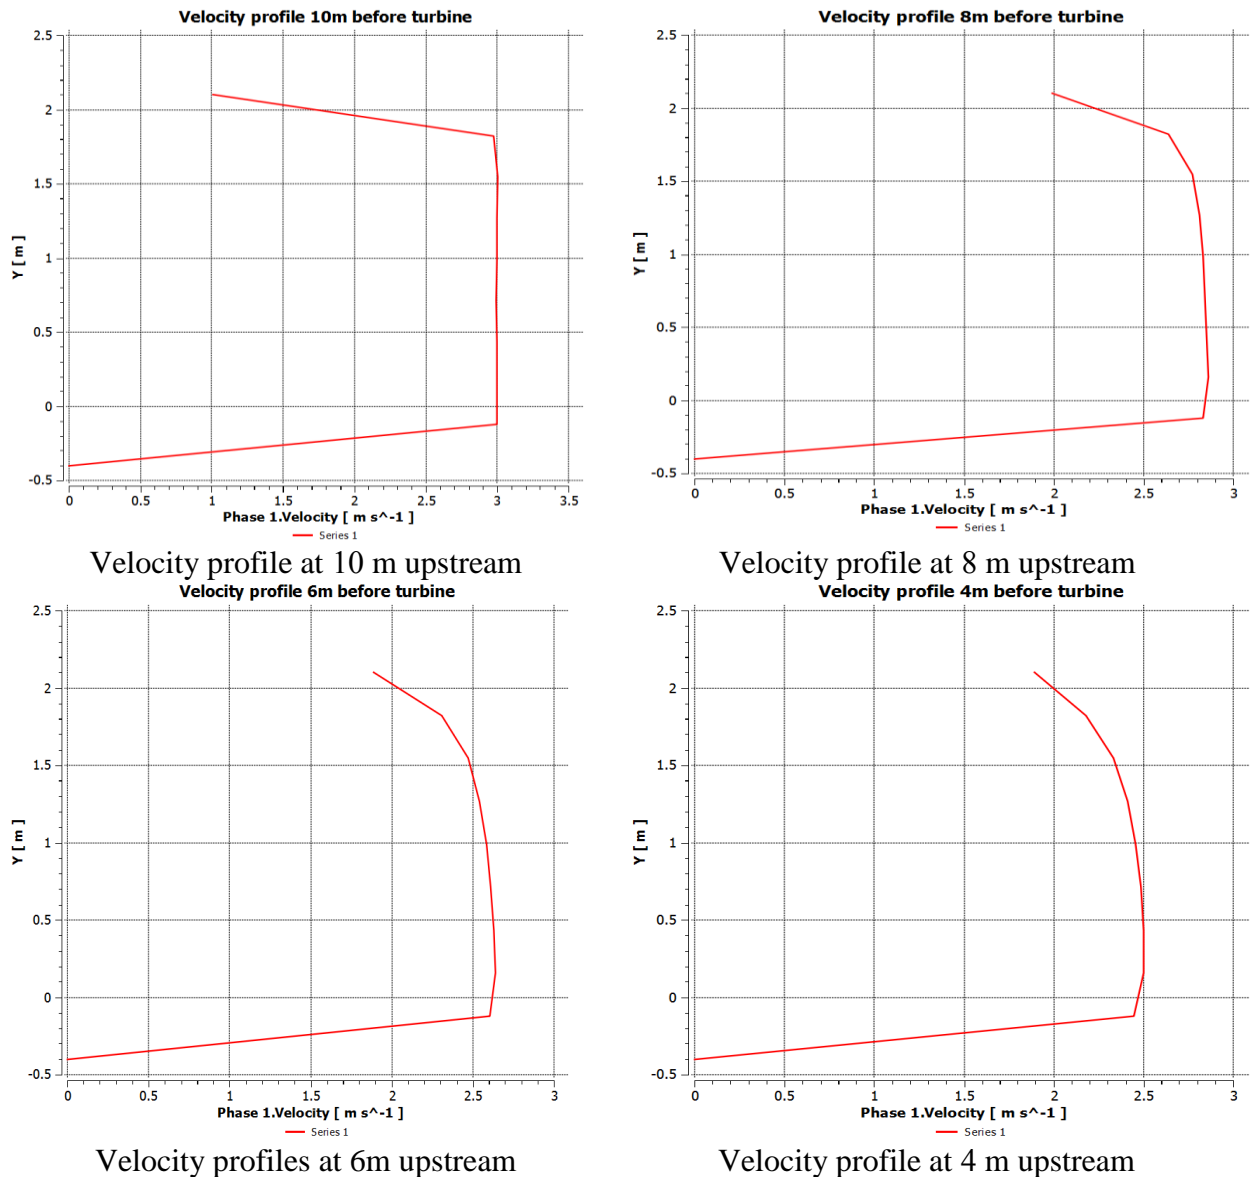 Velocity profile 10m before turbine
2.5
2
1.5
1
0.5
0
-0.5
Y [ m ]
0 0.5 1 1.5 2 2.5 3 3.5
Phase 1.Velocity [ m s^-1 ]
Series 1
Velocity profile at 10 m upstream
Velocity profile 8m before turbine
2.5
2
1.5
1
0.5
0
-0.5
Y [ m ]
0 0.5 1 1.5 2 2.5 3
Phase 1.Velocity [ m s^-1 ]
Series 1
Velocity profile at 8 m upstream
Velocity profile 6m before turbine
2.5
2
1.5
1
0.5
0
-0.5
Y [ m ]
0 0.5 1 1.5 2 2.5 3
Phase 1.Velocity [ m s^-1 ]
Series 1
Velocity profiles at 6m upstream
Velocity profile 4m before turbine
2.5
2
1.5
1
0.5
0
-0.5
Y [ m ]
0 0.5 1 1.5 2 2.5 3
Phase 1.Velocity [ m s^-1 ]
Series 1
Velocity profile at 4 m upstream